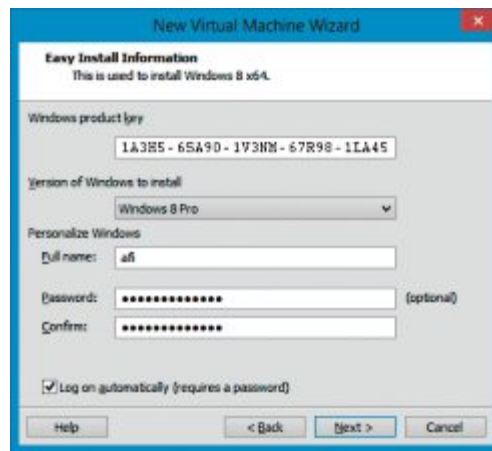 New Virtual Machine Wizard
Easy Install Information
This is used to install Windows 8 x64.
Windows product key
1A3H5-65A90-1V3NM-67R98-1LA45
Version of Windows to install
Windows 8 Pro
Personalize Windows
Full name: afi
Password: ●●●●●●●●●●●●● (optional)
Confirm: ●●●●●●●●●●●●●
Log on automatically (requires a password)
Help < Back Next > Cancel